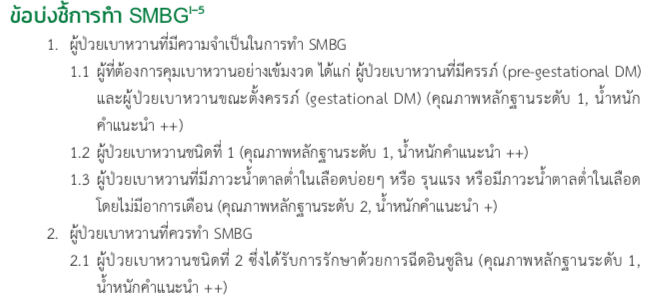 ข้อบ่งชี้การทำ SMBG1-5
1. ผู้ป่วยเบาหวานที่มีความจำเป็นในการทำ SMBG
1.1 ผู้ที่ต้องการคุมเบาหวานอย่างเข้มงวด ได้แก่ ผู้ป่วยเบาหวานที่มีครรภ์ (pre-gestational DM)
และผู้ป่วยเบาหวานขณะตั้งครรภ์ (gestational DM) (คุณภาพหลักฐานระดับ 1, น้ำหนัก
คำแนะนำ ++)
1.2 ผู้ป่วยเบาหวานชนิดที่ 1 (คุณภาพหลักฐานระดับ 1, น้ำหนักคำแนะนำ ++)
1.3 ผู้ป่วยเบาหวานที่มีภาวะน้ำตาลต่ำในเลือดบ่อยๆ หรือ รุนแรง หรือมีภาวะน้ำตาลต่ำในเลือด
โดยไม่มีอาการเตือน (คุณภาพหลักฐานระดับ 2, น้ำหนักคำแนะนำ +)
2. ผู้ป่วยเบาหวานที่ควรทำ SMBG
2.1 ผู้ป่วยเบาหวานชนิดที่ 2 ซึ่งได้รับการรักษาด้วยการฉีดอินซูลิน (คุณภาพหลักฐานระดับ 1,
น้ำหนักคำแนะนำ ++)